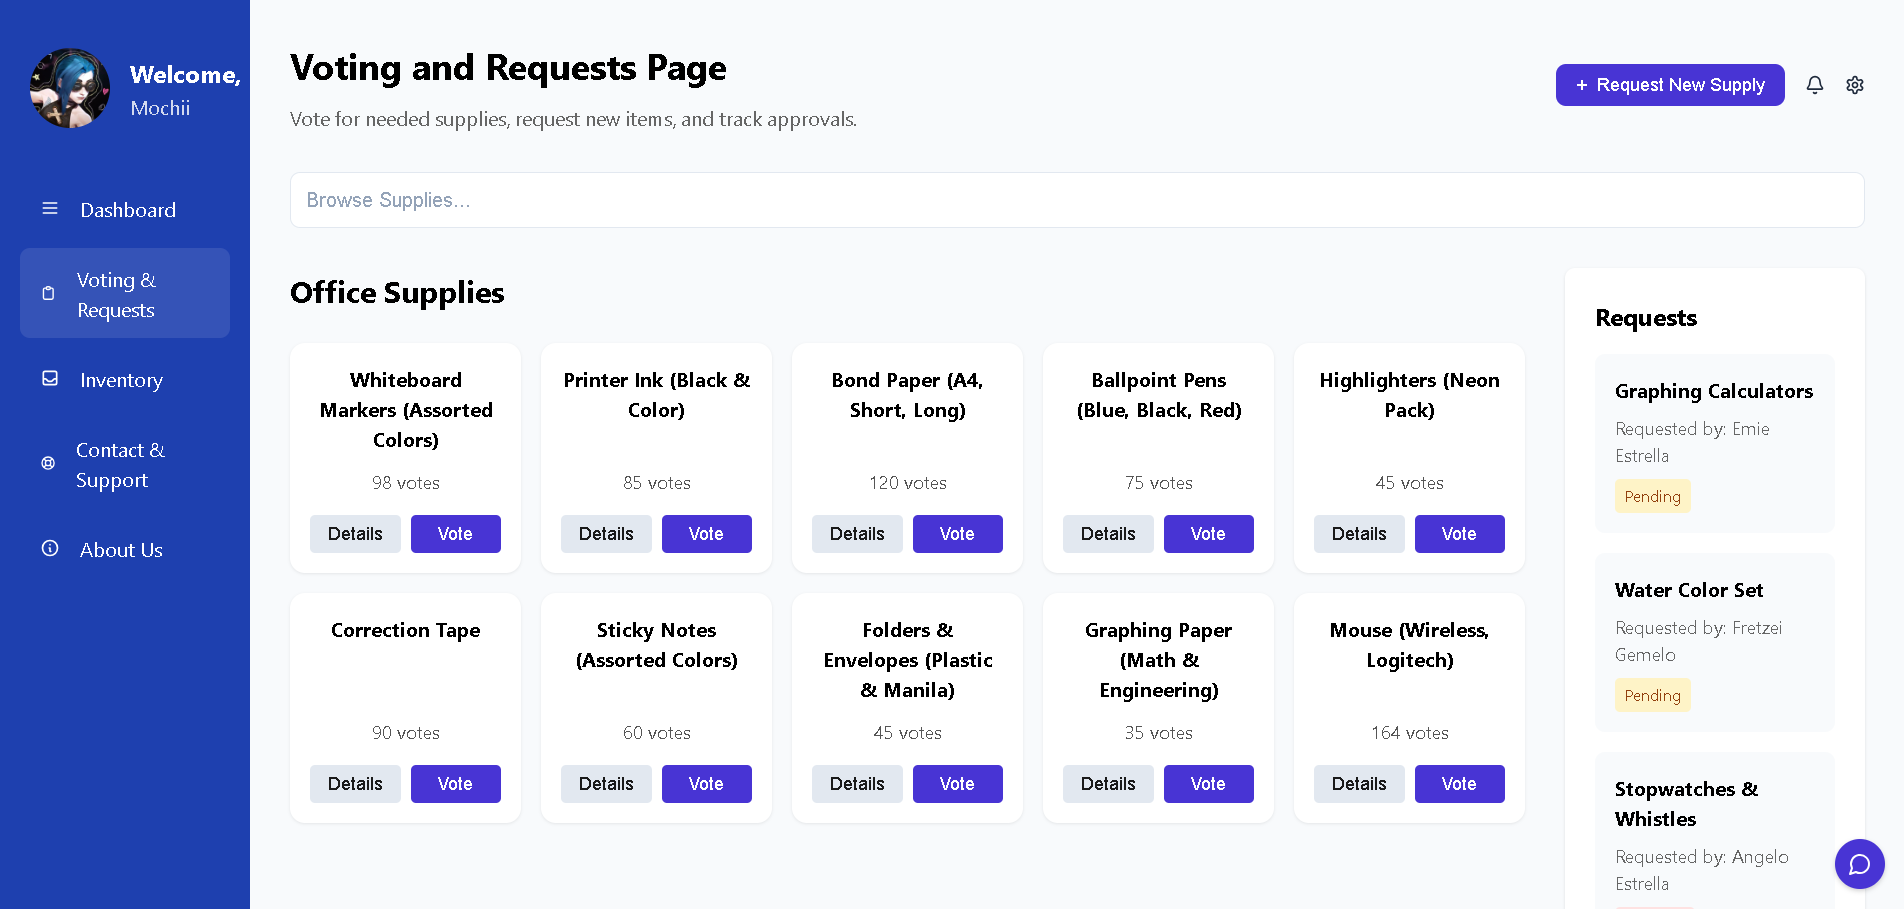 Welcome,
Mochii
Dashboard
Voting &
Requests
Inventory
Contact &
Support
About Us
Voting and Requests Page
Vote for needed supplies, request new items, and track approvals.
+ Request New Supply
Browse Supplies...
Office Supplies
Whiteboard
Markers (Assorted
Colors)
98 votes
Details
Vote
Printer Ink (Black &
Color)
85 votes
Details
Vote
Bond Paper (A4,
Short, Long)
120 votes
Details
Vote
Ballpoint Pens
(Blue, Black, Red)
75 votes
Details
Vote
Highlighters (Neon
Pack)
45 votes
Details
Vote
Correction Tape
90 votes
Details
Vote
Sticky Notes
(Assorted Colors)
60 votes
Details
Vote
Folders &
Envelopes (Plastic
& Manila)
45 votes
Details
Vote
Graphing Paper
(Math &
Engineering)
35 votes
Details
Vote
Mouse (Wireless,
Logitech)
164 votes
Details
Vote
Requests
Graphing Calculators
Requested by: Emie
Estrella
Pending
Water Color Set
Requested by: Fretzei
Gemelo
Pending
Stopwatches &
Whistles
Requested by: Angelo
Estrella